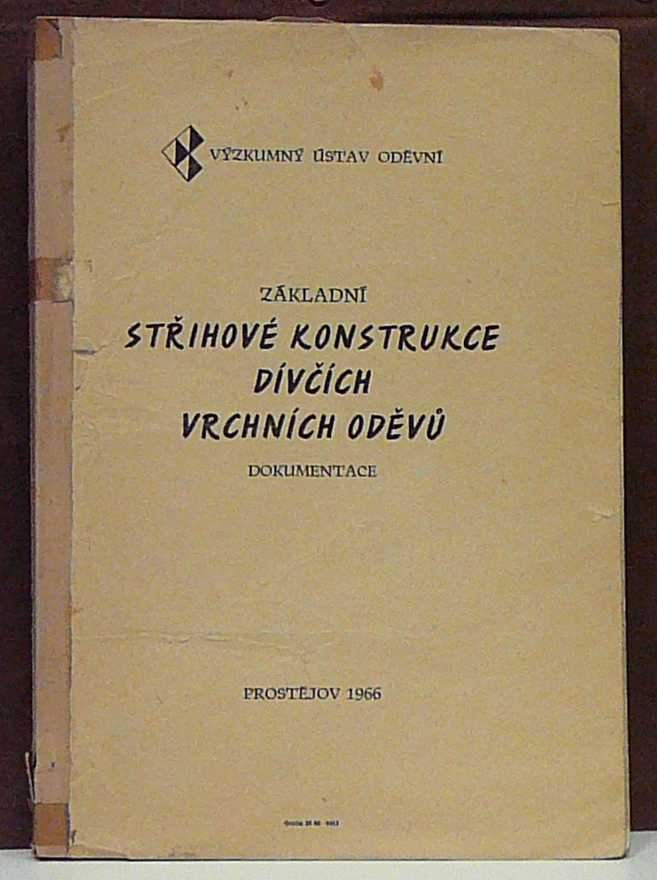 VÝZKUMNÝ ÚSTAV ODĚVNÍ
ZÁKLADNÍ
STŘIHOVÉ KONSTRUKCE
DÍVČÍCH
VRCHNÍCH ODĚVŮ
DOKUMENTACE
PROSTĚJOV 1966